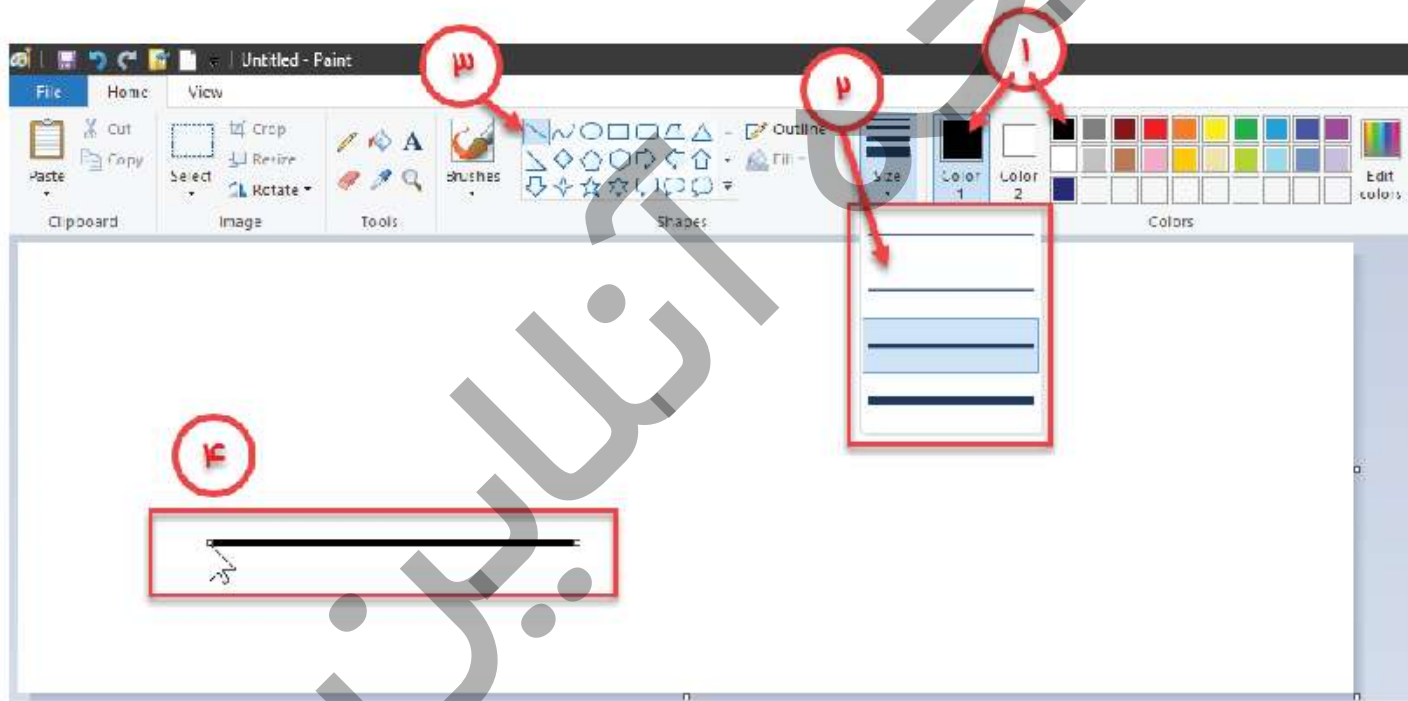 Untitled - Paint
۳
۲
۱
File Home View
Paste
Cut
Copy
Clipboard
Select
Crop
Resize
Rotate
Image
A
Tools
Brushes
Outline
Fill
Shapes
Size
Color 1
Color 2
Edit colors
Colors
۴
آنلاین